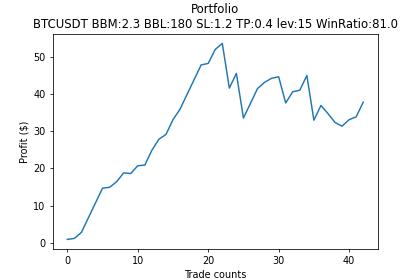 Portfolio
BTCUSDT BBM:2.3 BBL:180 SL:1.2 TP:0.4 lev:15 WinRatio:81.0
50
40
30
20
10
0
Profit ($)
0
10
20
30
40
Trade counts